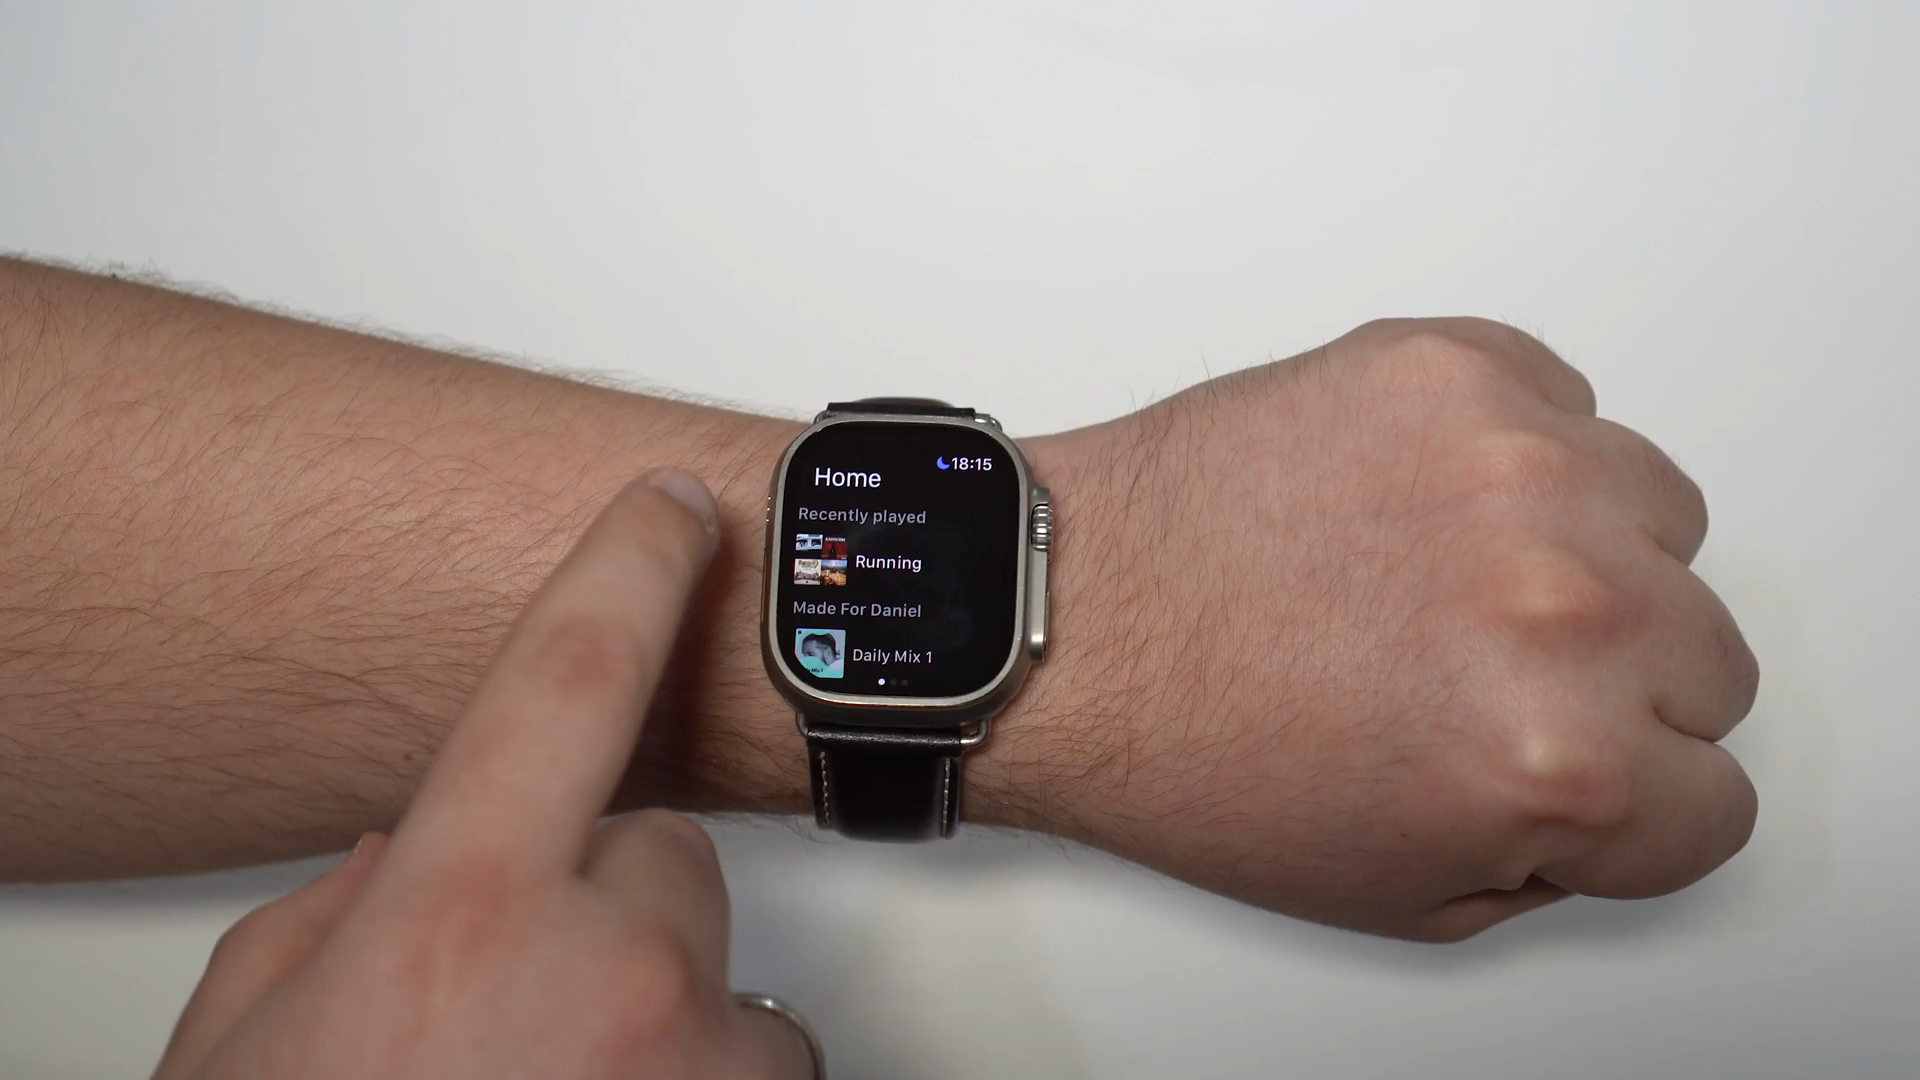 18:15
Home
Recently played
Running
Made For Daniel
Daily Mix 1